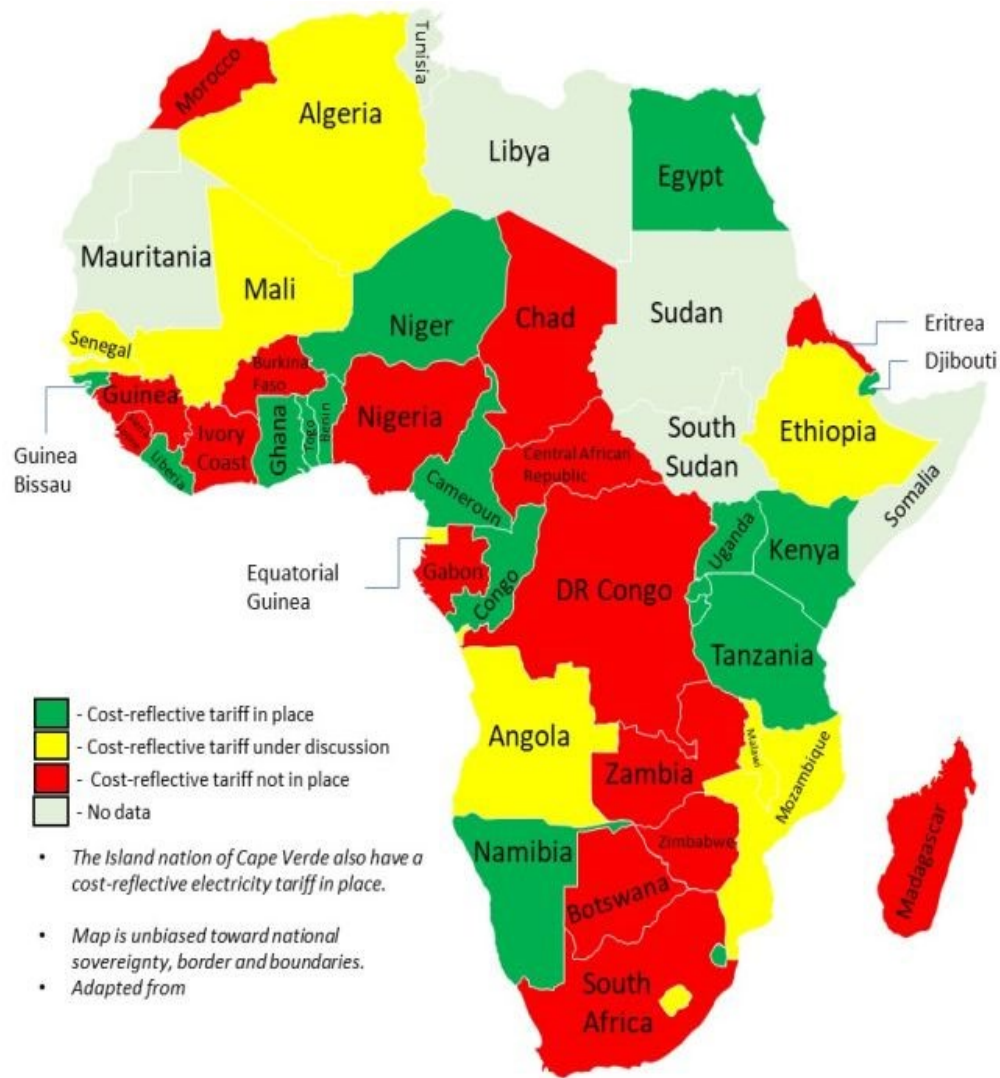 Tunisia
Morocco
Algeria
Libya
Egypt
Mauritania
Mali
Niger
Chad
Sudan
Eritrea
Djibouti
Senegal
Burkina
Faso
Guinea
Nigeria
Ivory
Coast
Ghana
Togo
Benin
Liberia
Guinea
Bissau
South
Sudan
Ethiopia
Somalia
Central African
Republic
Cameroun
Uganda
Kenya
Equatorial
Guinea
Gabon
Congo
DR Congo
Tanzania
- Cost-reflective tariff in place
- Cost-reflective tariff under discussion
- Cost-reflective tariff not in place
- No data
Angola
Zambia
Malawi
Mozambique
Namibia
Zimbabwe
Botswana
Madagascar
South
Africa
• The Island nation of Cape Verde also have a
cost-reflective electricity tariff in place.
• Map is unbiased toward national
sovereignty, border and boundaries.
• Adapted from